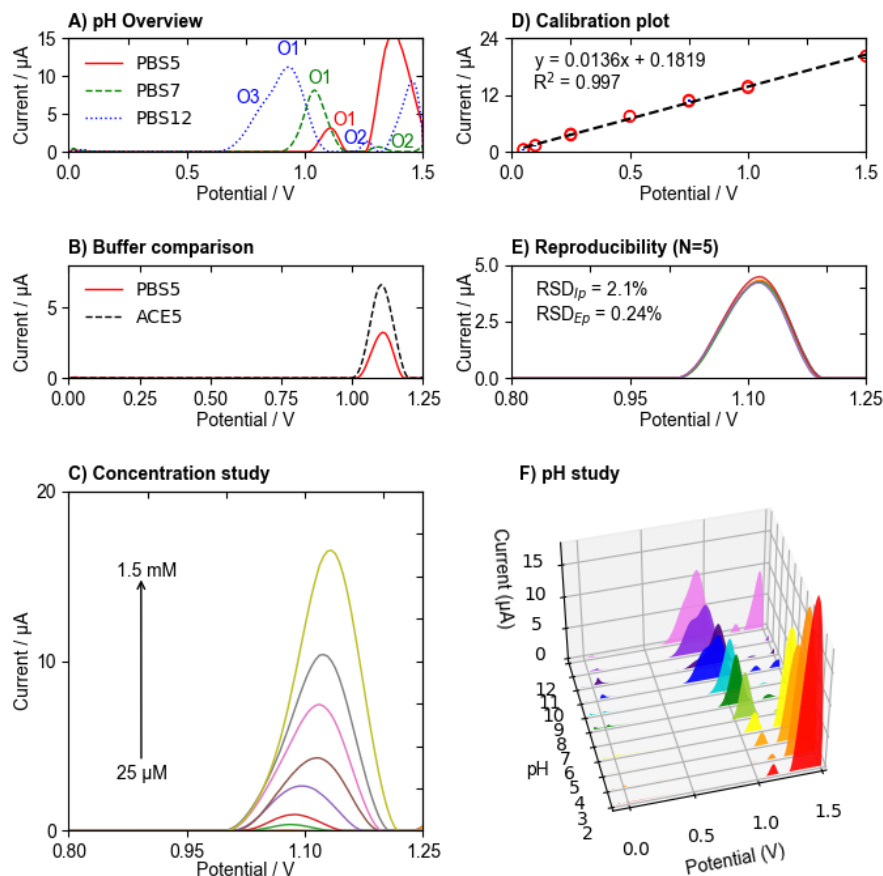 A) pH Overview
15
10
5
0
Current / µA
PBS5
PBS7
PBS12
O3
O1
O1
O1
O2
O2
0.0
0.5
1.0
1.5
Potential / V
D) Calibration plot
24
12
0
Current / µA
y = 0.0136x + 0.1819
R² = 0.997
0.0
0.5
1.0
1.5
Potential / V
B) Buffer comparison
5
0
Current / µA
PBS5
ACE5
0.00
0.25
0.50
0.75
1.00
1.25
Potential / V
E) Reproducibility (N=5)
5.0
2.5
0.0
Current / µA
RSD_Ip = 2.1%
RSD_Ep = 0.24%
0.80
0.95
1.10
1.25
Potential / V
C) Concentration study
20
10
0
Current / µA
1.5 mM
25 µM
0.80
0.95
1.10
1.25
Potential / V
F) pH study
Current (µA)
15
10
5
0
12
11
10
9
8
7
6
5
4
3
2
pH
0.0
0.5
1.0
1.5
Potential (V)